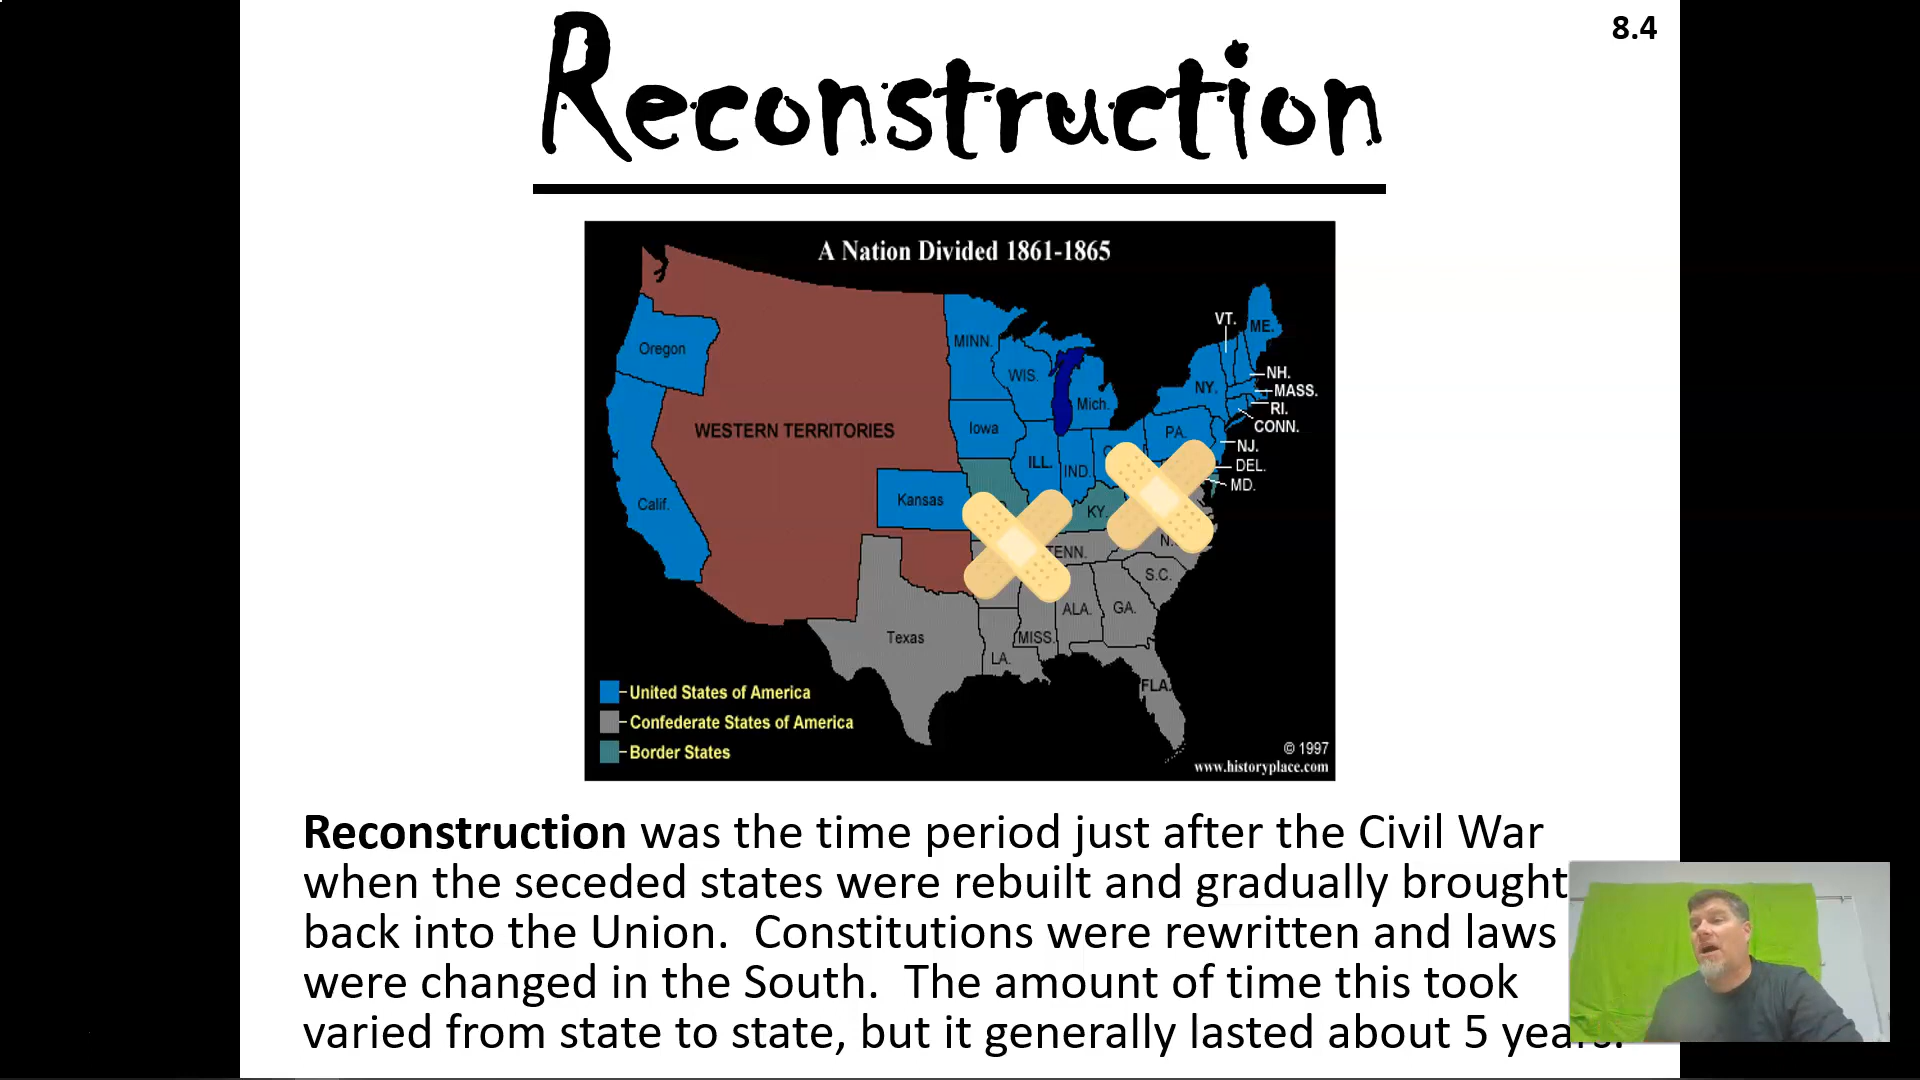 8.4
Reconstruction
A Nation Divided 1861-1865
VT.
ME.
Oregon
MINN.
WIS.
NH.
NY.
MASS.
Mich.
RI.
Iowa
CONN.
WESTERN TERRITORIES
PA.
NJ.
ILL.
IND.
DEL.
MD.
Kansas
Calif.
KY.
TENN.
N.
S.C.
ALA.
GA.
Texas
MISS.
LA.
FLA.
United States of America
Confederate States of America
Border States
© 1997
www.historyplace.com
Reconstruction was the time period just after the Civil War
when the seceded states were rebuilt and gradually brought
back into the Union. Constitutions were rewritten and laws
were changed in the South. The amount of time this took
varied from state to state, but it generally lasted about 5 years.